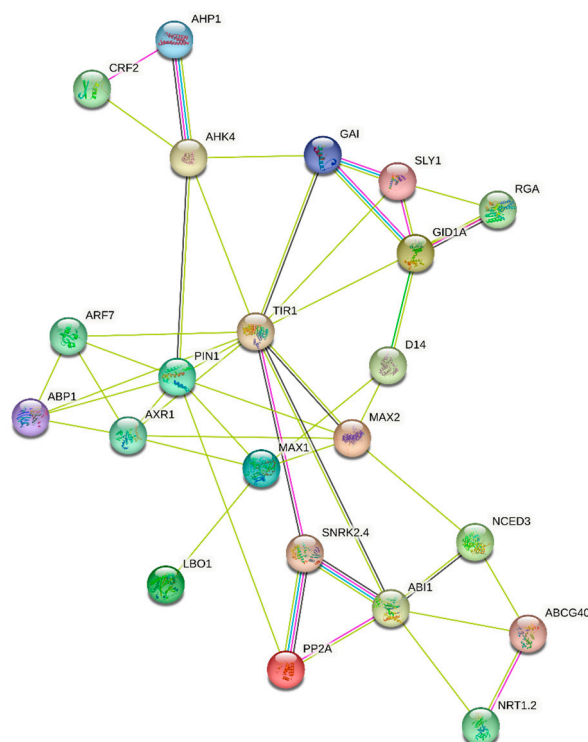 AHP1
CRF2
AHK4
GAI
SLY1
RGA
GID1A
TIR1
ARF7
PIN1
D14
ABP1
AXR1
MAX2
MAX1
SNRK2.4
NCED3
LBO1
ABI1
ABCG40
PP2A
NRT1.2